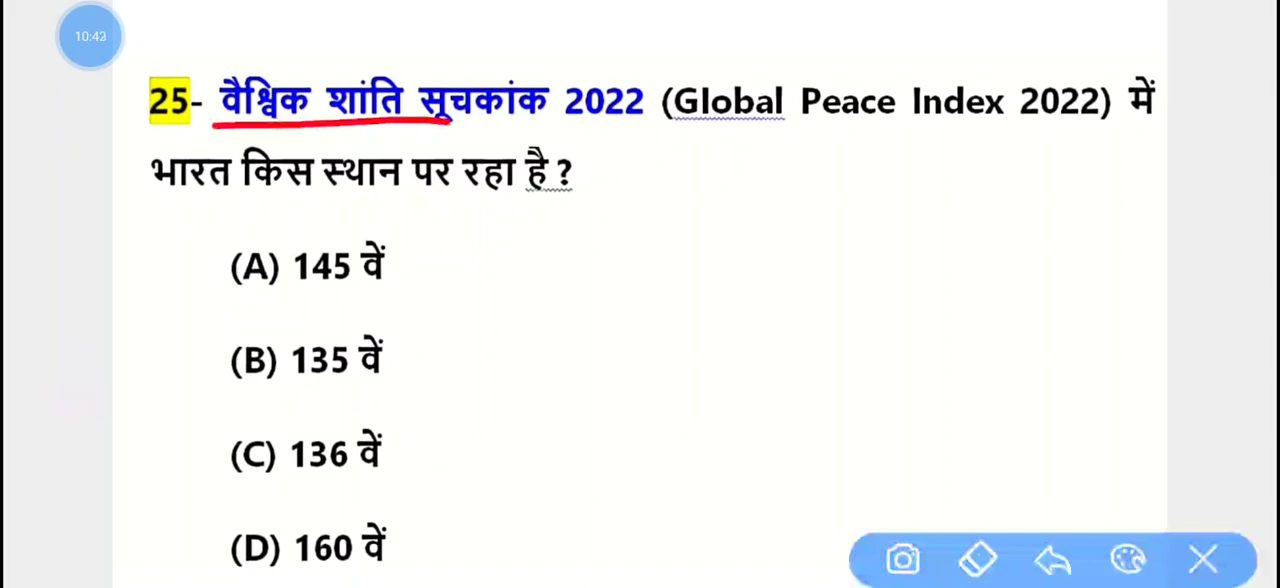 10:42
25- वैश्विक शांति सूचकांक 2022 (Global Peace Index 2022) में
भारत किस स्थान पर रहा है ?
(A) 145 वें
(B) 135 वें
(C) 136 वें
(D) 160 वें